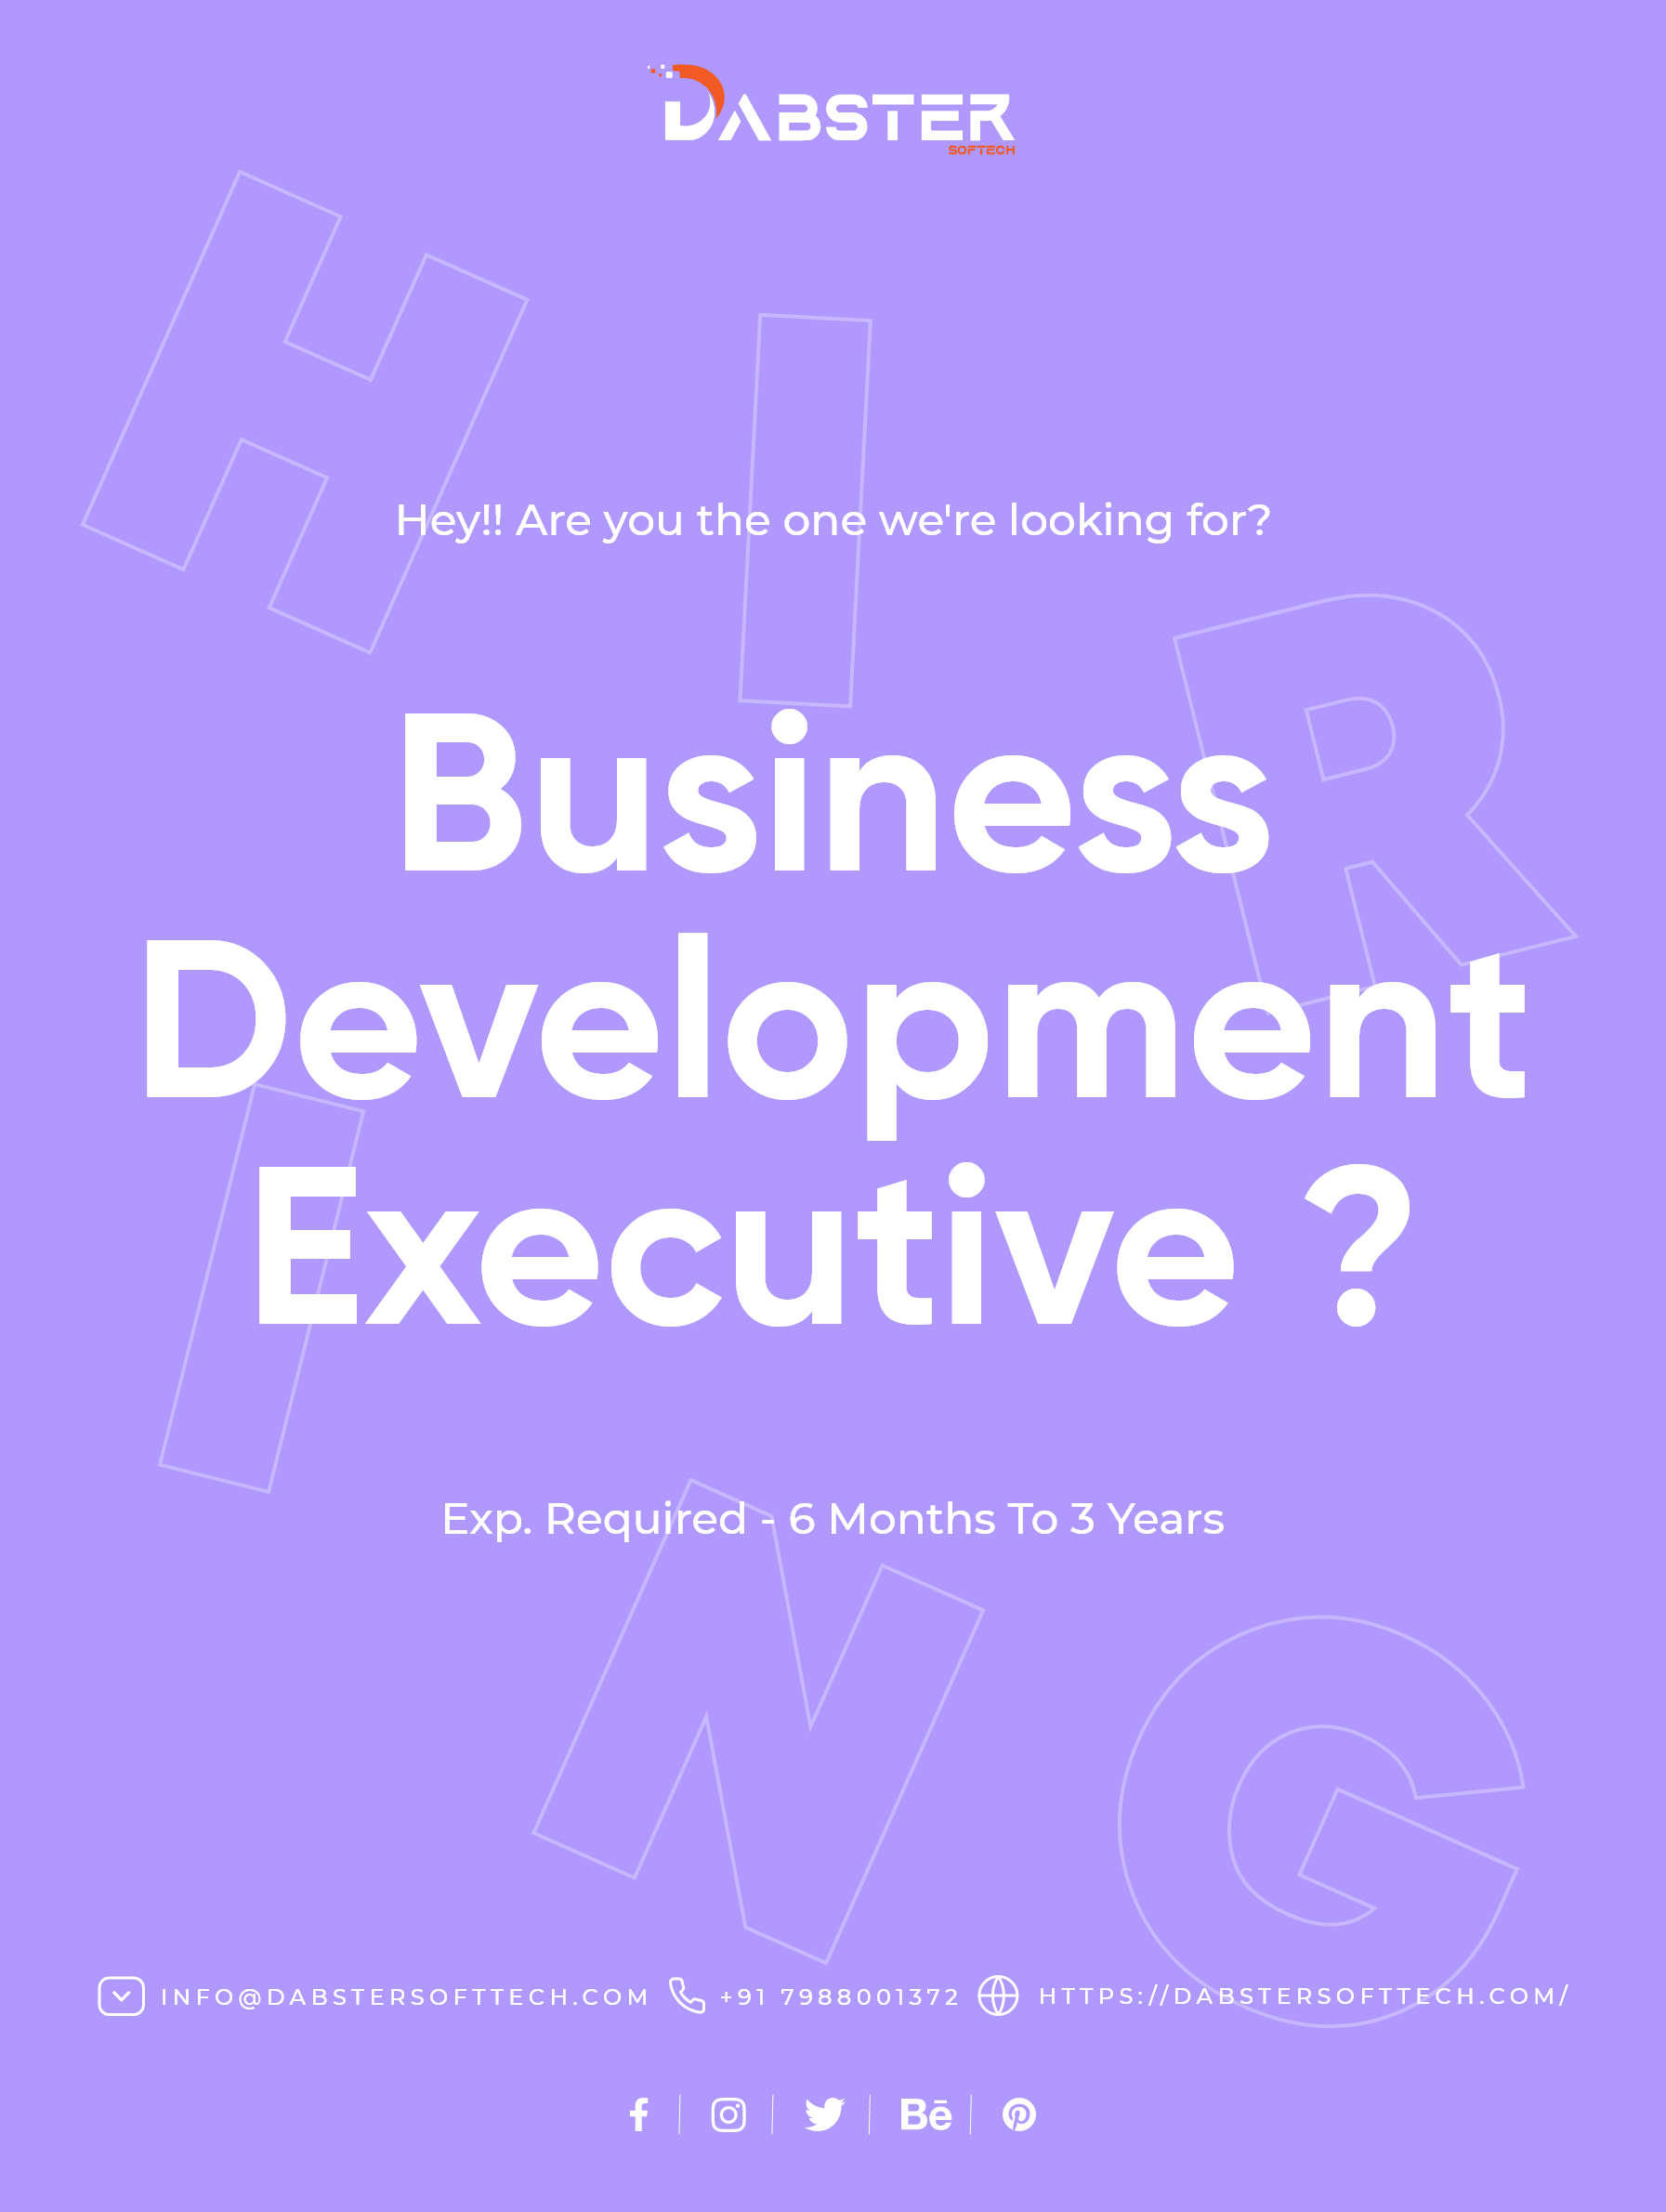 DABSTER
SOFTECH
HIRING
Hey!! Are you the one we're looking for?
Business
Development
Executive ?
Exp. Required - 6 Months To 3 Years
INFO@DABSTERSOFTTECH.COM +91 7988001372 HTTPS://DABSTERSOFTTECH.COM/
Bē